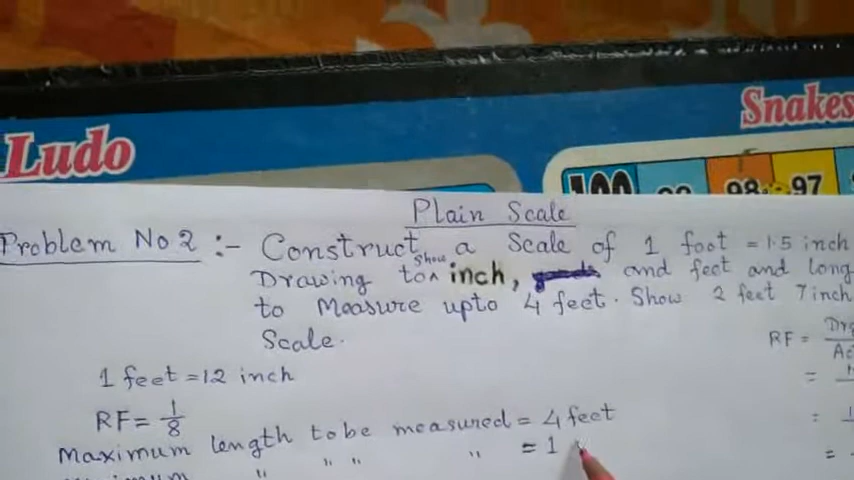 Ludo
Snakes
100 98 97
Plain Scale
Problem No 2 :- Construct a Scale of 1 foot = 1.5 inch
Drawing to show inch, and feet and long
to Measure upto 4 feet. Show 2 feet 7 inch
Scale.
RF =
1 feet = 12 inch
RF = 1/8
Maximum length to be measured = 4 feet
" " " " = 1